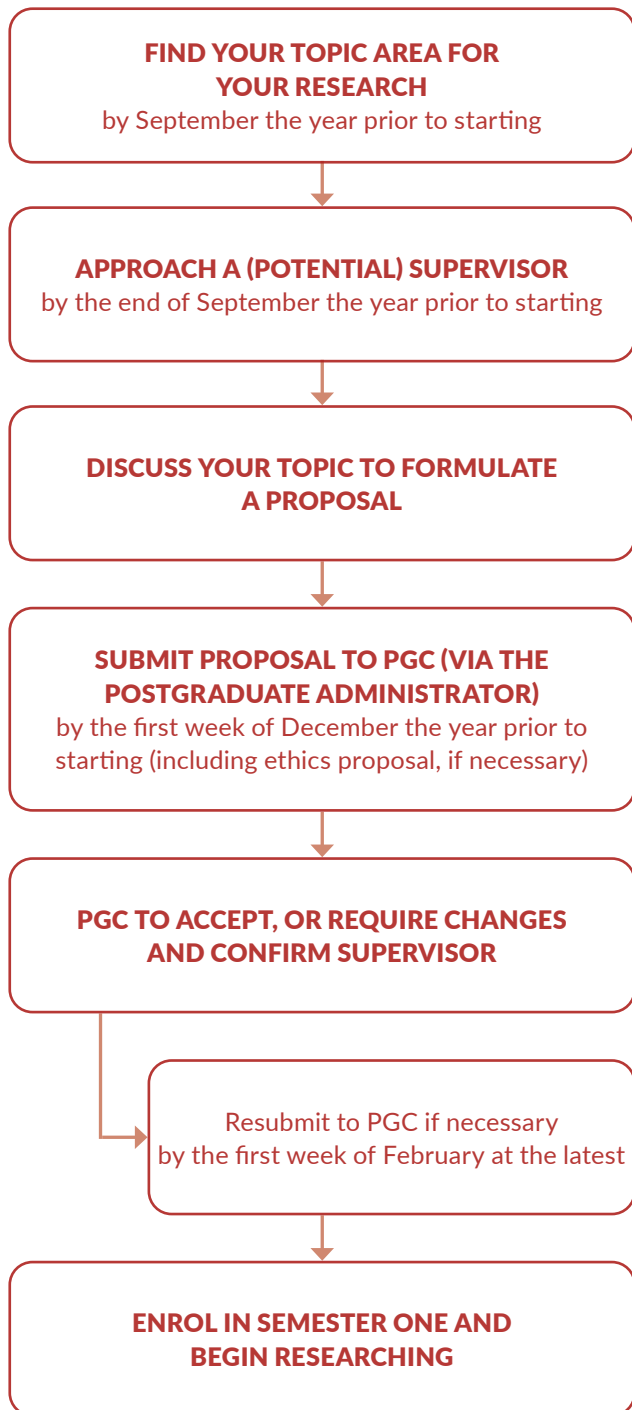 FIND YOUR TOPIC AREA FOR
YOUR RESEARCH
by September the year prior to starting
APPROACH A (POTENTIAL) SUPERVISOR
by the end of September the year prior to starting
DISCUSS YOUR TOPIC TO FORMULATE
A PROPOSAL
SUBMIT PROPOSAL TO PGC (VIA THE
POSTGRADUATE ADMINISTRATOR)
by the first week of December the year prior to
starting (including ethics proposal, if necessary)
PGC TO ACCEPT, OR REQUIRE CHANGES
AND CONFIRM SUPERVISOR
Resubmit to PGC if necessary
by the first week of February at the latest
ENROL IN SEMESTER ONE AND
BEGIN RESEARCHING